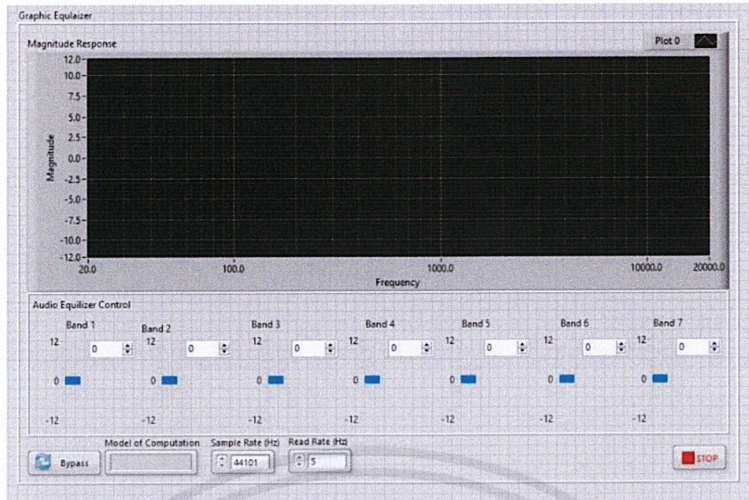 Graphic Equlaizer
Magnitude Response
Plot 0
12.0
10.0
7.5
5.0
2.5
0.0
-2.5
-5.0
-7.5
-10.0
-12.0
Magnitude
20.0 100.0 1000.0 10000.0 20000.0
Frequency
Audio Equilizer Control
Band 1 Band 2 Band 3 Band 4 Band 5 Band 6 Band 7
12 0 12 0 12 0 12 0 12 0 12 0 12 0
0 0 0 0 0 0 0
-12 -12 -12 -12 -12 -12 -12
Model of Computation Sample Rate (Hz) Read Rate (Hz)
Bypass 44101 5 STOP